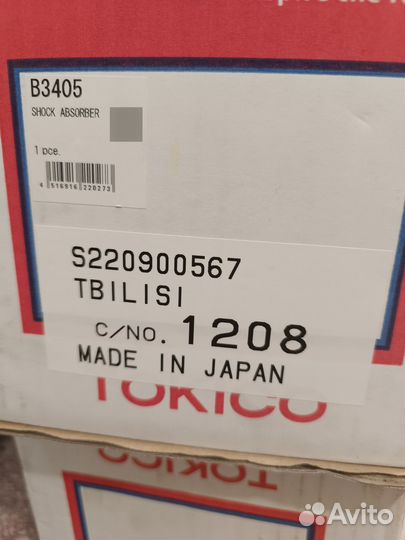 B3405
SHOCK ABSORBER
1 pce.
4 516916 220273
S220900567
TBILISI
C/NO. 1208
MADE IN JAPAN
TOKICO
TOKICO
Avito